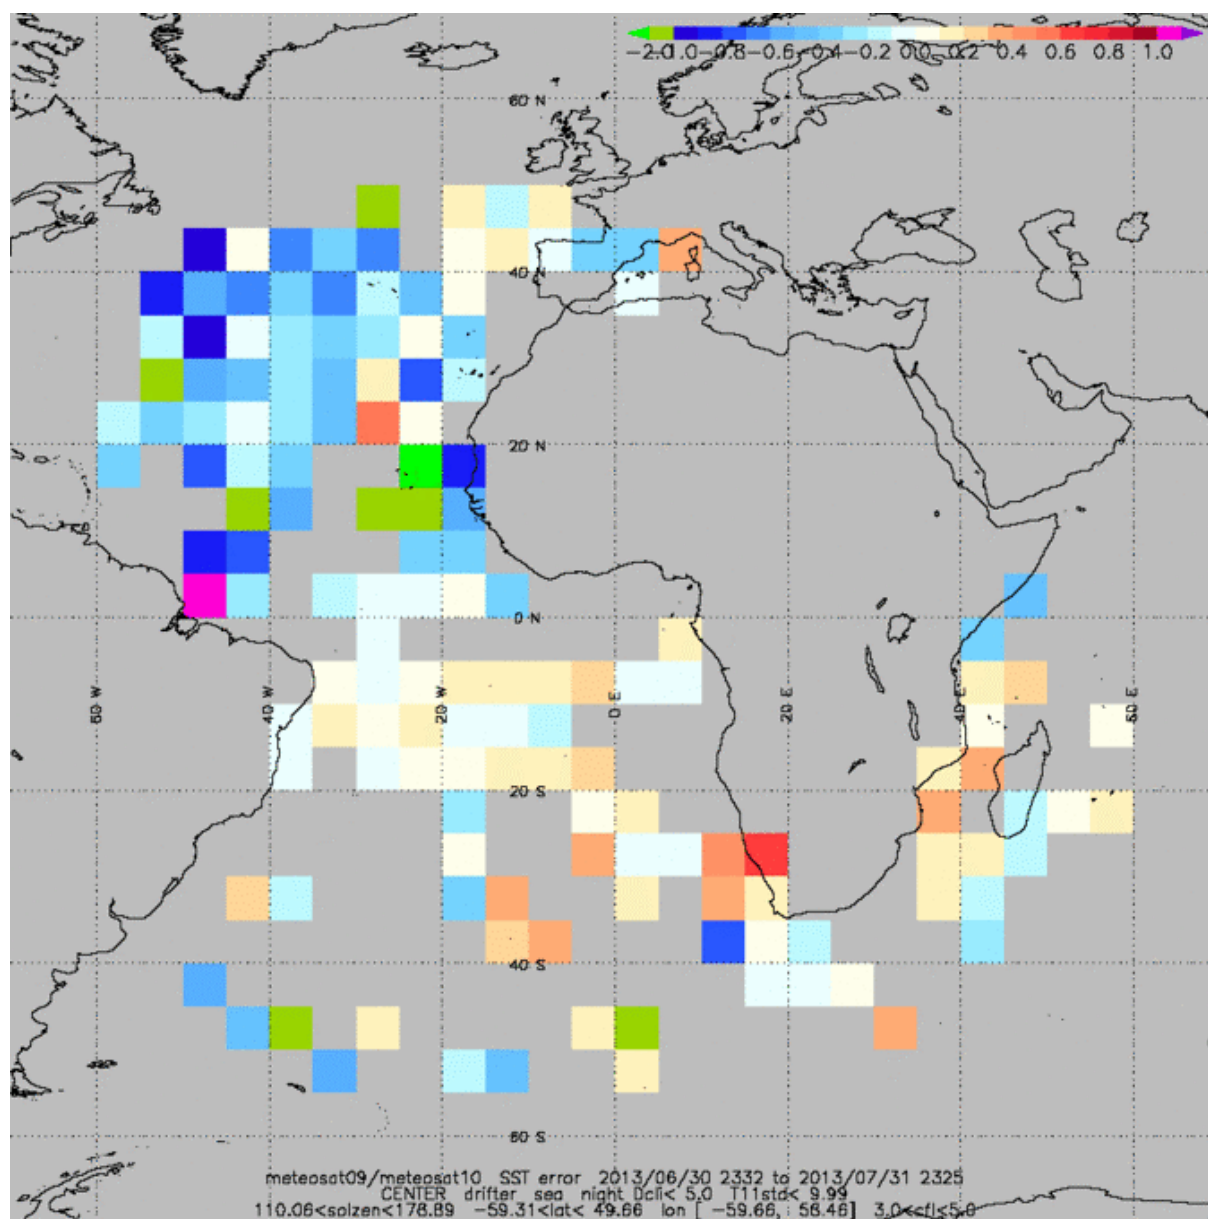 −2.0 −1.0 −0.8 −0.6 −0.4 −0.2 0.0 0.2 0.4 0.6 0.8 1.0
60 N
40 N
20 N
0 N
60 W 40 W 20 W 0 E 20 E 40 E 60 E
20 S
40 S
60 S
meteosat09/meteosat10 SST error 2013/06/30 2332 to 2013/07/31 2325
CENTER drifter sea night Dcli< 5.0 T11std< 9.99
110.06<solzen<178.89 −59.31<lat< 49.66 lon [ −59.66, 58.46] 3.0<cfl<5.0